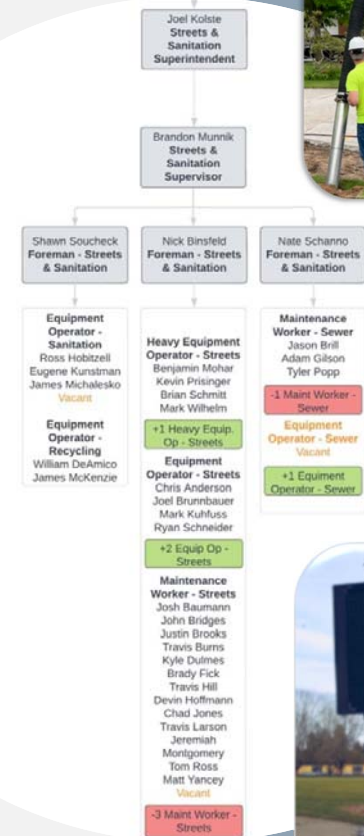 Joel Kolste
Streets &
Sanitation
Superintendent
Brandon Munnik
Streets &
Sanitation
Supervisor
Shawn Soucheck
Foreman - Streets
& Sanitation
Nick Binsfeld
Foreman - Streets
& Sanitation
Nate Schanno
Foreman - Streets
& Sanitation
Equipment
Operator -
Sanitation
Ross Hobitzell
Eugene Kunstman
James Michalesko
Vacant
Equipment
Operator -
Recycling
William DeAmico
James McKenzie
Heavy Equipment
Operator - Streets
Benjamin Mohar
Kevin Prisinger
Brian Schmitt
Mark Wilhelm
+1 Heavy Equip.
Op - Streets
Equipment
Operator - Streets
Chris Anderson
Joel Brunnbauer
Mark Kuhfuss
Ryan Schneider
+2 Equip Op -
Streets
Maintenance
Worker - Streets
Josh Baumann
John Bridges
Justin Brooks
Travis Burns
Kyle Dulmes
Brady Fick
Travis Hill
Devin Hoffmann
Chad Jones
Travis Larson
Jeremiah
Montgomery
Tom Ross
Matt Yancey
Vacant
-3 Maint Worker -
Streets
Maintenance
Worker - Sewer
Jason Brill
Adam Gilson
Tyler Popp
-1 Maint Worker -
Sewer
Equipment
Operator - Sewer
Vacant
+1 Equiment
Operator - Sewer